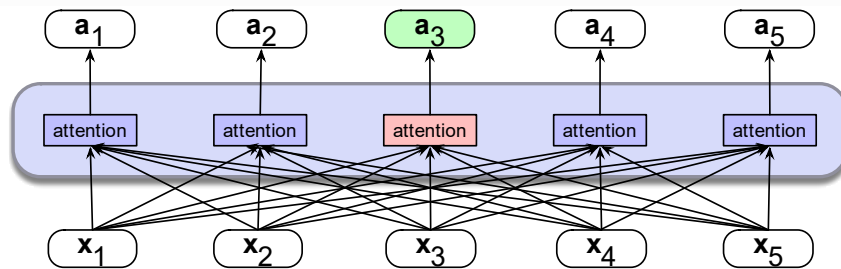 a1 a2 a3 a4 a5
attention attention attention attention attention
x1 x2 x3 x4 x5